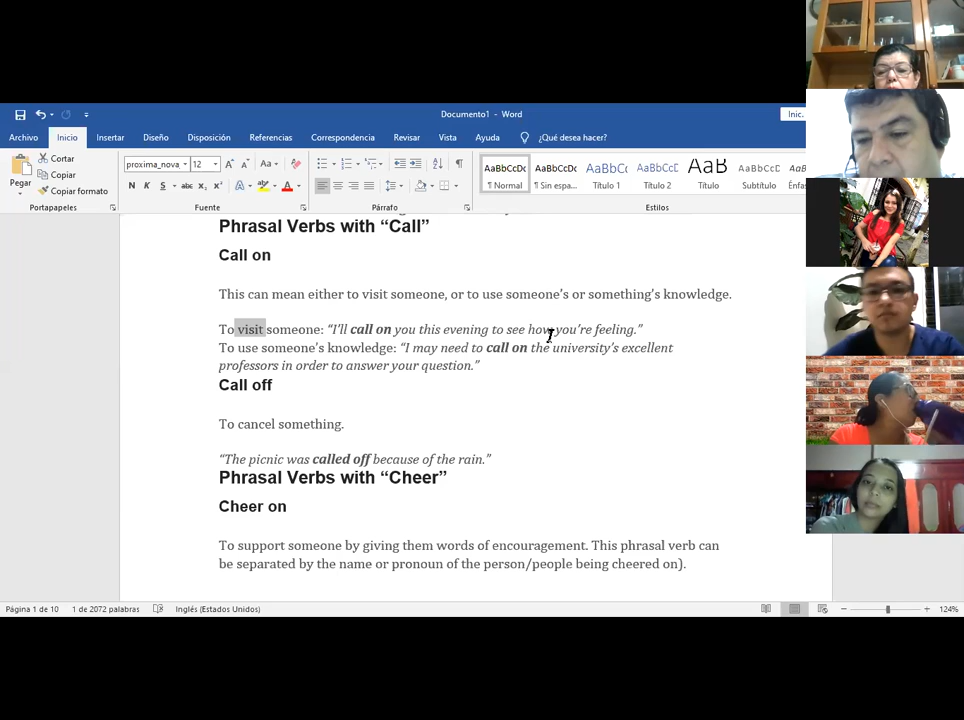 Documento1 - Word
Inic.
Archivo Inicio Insertar Diseño Disposición Referencias Correspondencia Revisar Vista Ayuda ¿Qué desea hacer?
Pegar
Cortar
Copiar
Copiar formato
proxima_nova 12
AaBbCcDc AaBbCcDc AaBbCcD AaBbCcD AaB AaBbCcD AaBbCcDc
¶ Normal ¶ Sin espa... Título 1 Título 2 Título Subtítulo Énfas
Portapapeles Fuente Párrafo Estilos
Phrasal Verbs with “Call”
Call on
This can mean either to visit someone, or to use someone’s or something’s knowledge.
To visit someone: “I’ll call on you this evening to see how you’re feeling.”
To use someone’s knowledge: “I may need to call on the university’s excellent
professors in order to answer your question.”
Call off
To cancel something.
“The picnic was called off because of the rain.”
Phrasal Verbs with “Cheer”
Cheer on
To support someone by giving them words of encouragement. This phrasal verb can
be separated by the name or pronoun of the person/people being cheered on).
Página 1 de 10 1 de 2072 palabras Inglés (Estados Unidos) 124%